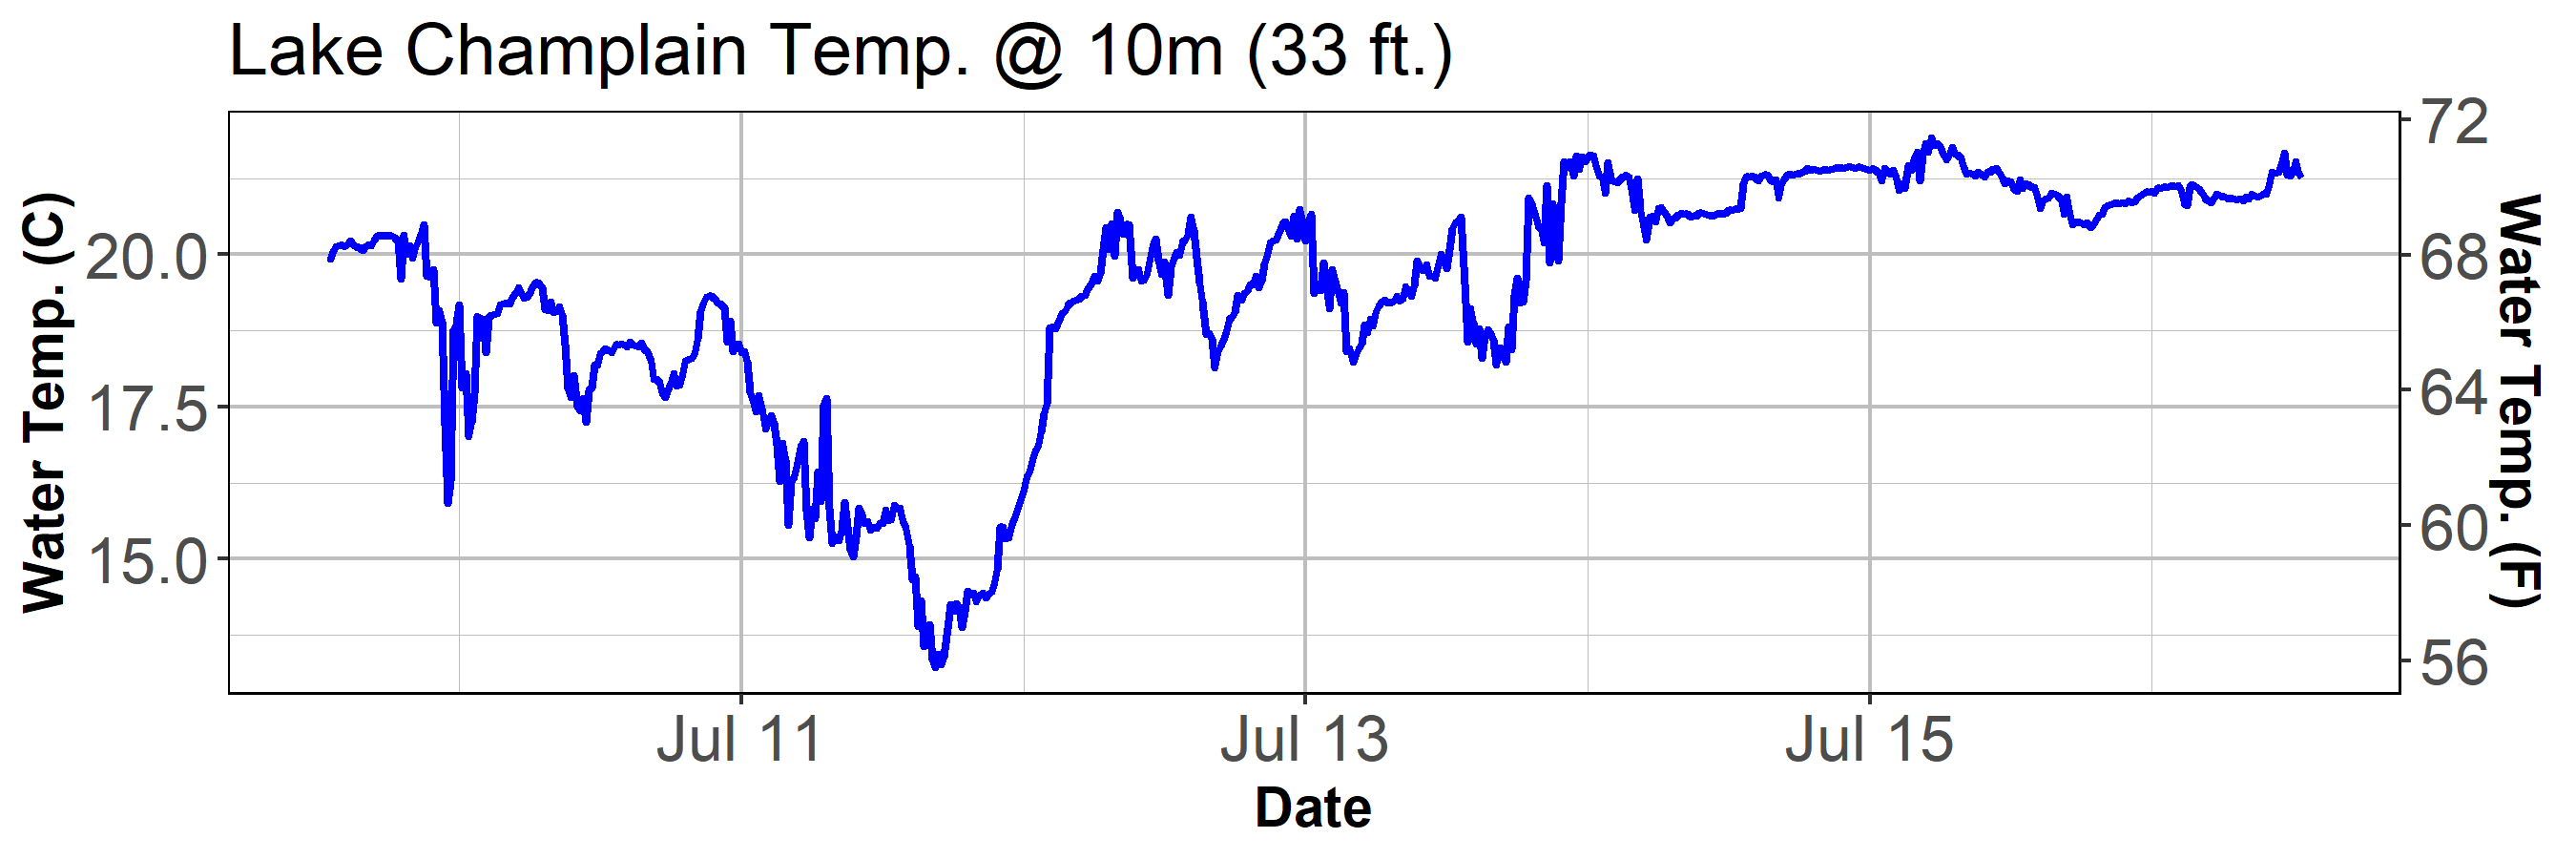 Lake Champlain Temp. @ 10m (33 ft.)
Water Temp. (C)
20.0
17.5
15.0
72
68
64
60
56
Water Temp. (F)
Jul 11
Jul 13
Jul 15
Date